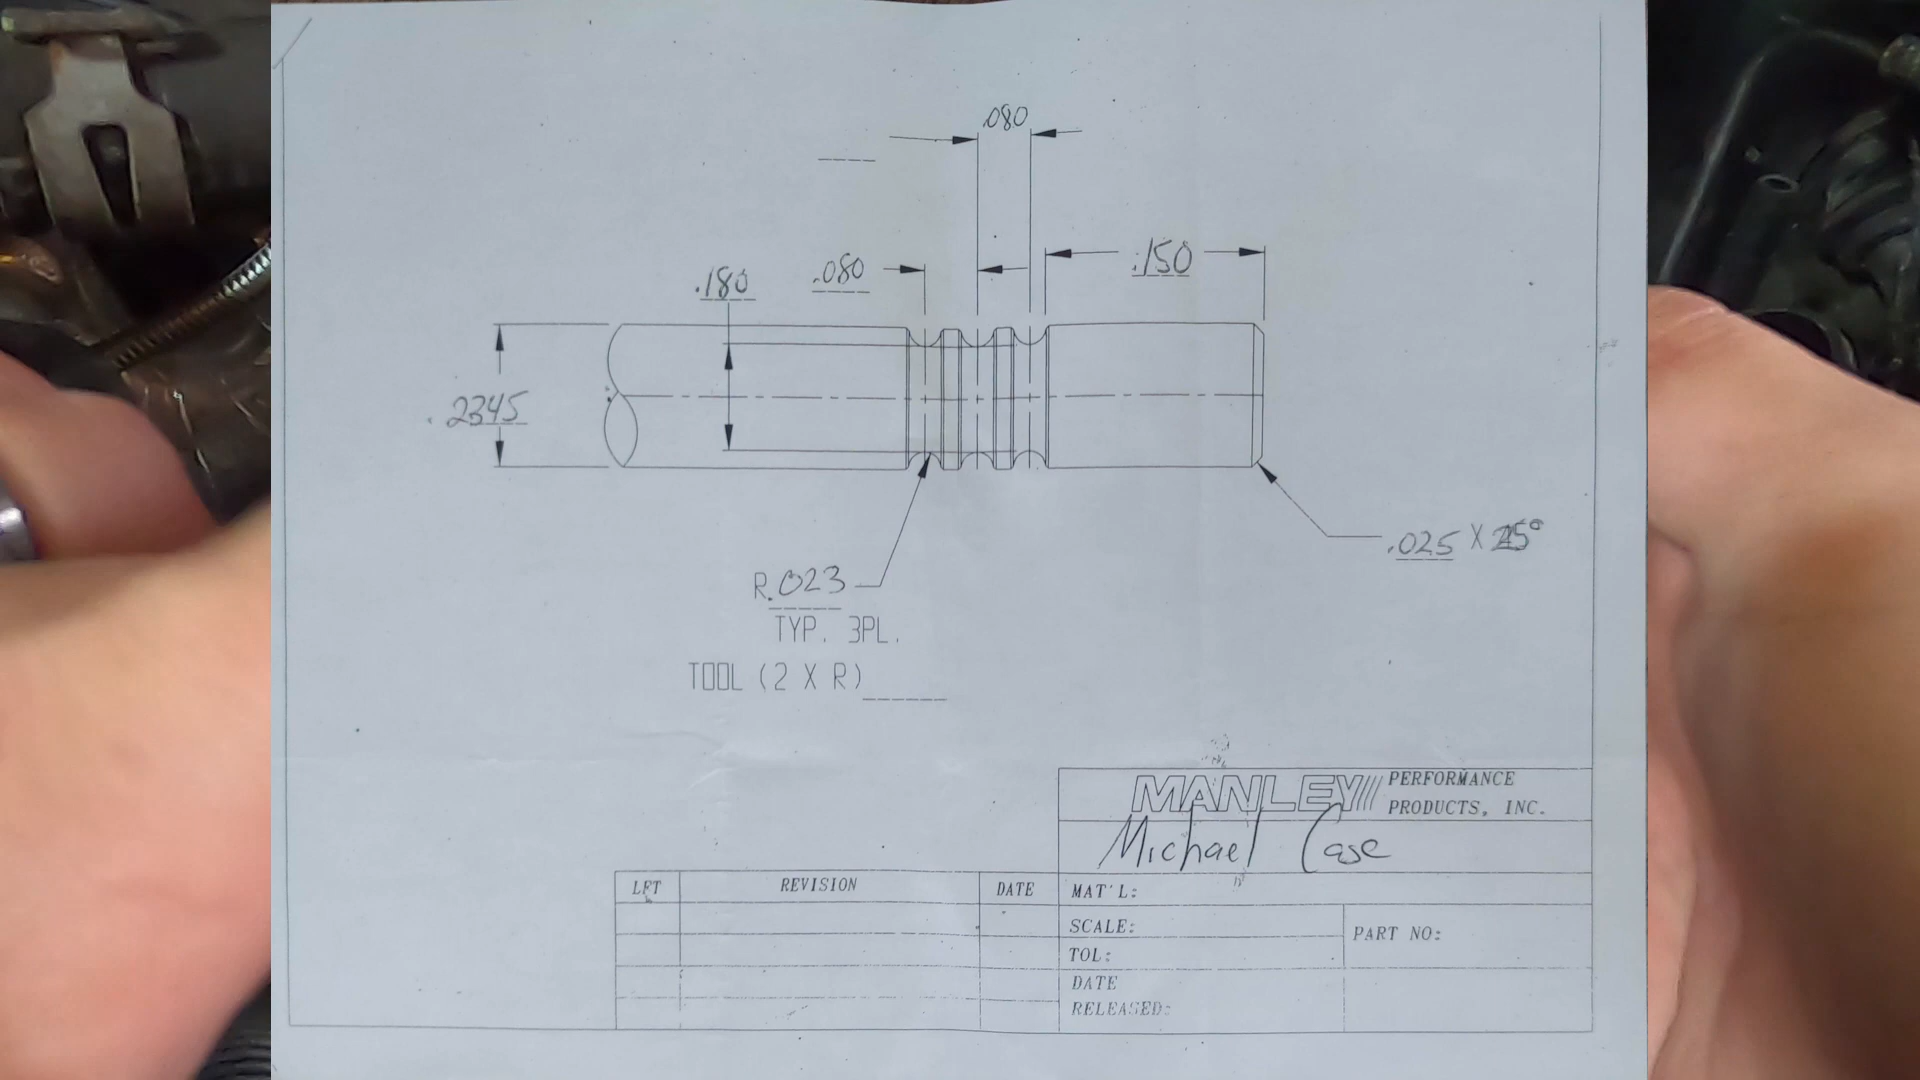 .080
.150
.080
.180
.2345
.025 X
R.023
TYP. 3PL.
TOOL (2 X R)
MANLEY PERFORMANCE
PRODUCTS, INC.
Michael Case
LET REVISION DATE MAT'L:
SCALE:
PART NO:
TOL:
DATE
RELEASED: